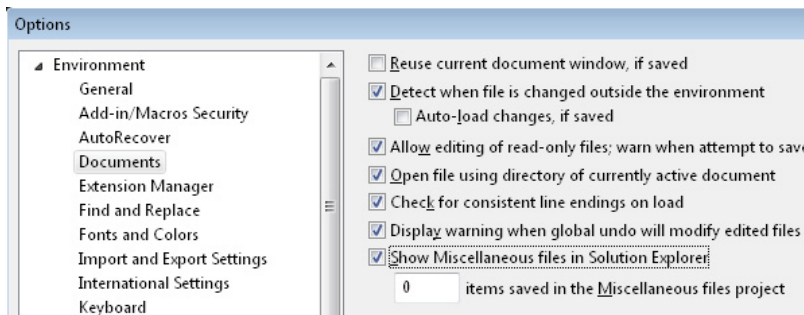 Options
Environment
General
Add-in/Macros Security
AutoRecover
Documents
Extension Manager
Find and Replace
Fonts and Colors
Import and Export Settings
International Settings
Keyboard
Reuse current document window, if saved
Detect when file is changed outside the environment
Auto-load changes, if saved
Allow editing of read-only files; warn when attempt to save
Open file using directory of currently active document
Check for consistent line endings on load
Display warning when global undo will modify edited files
Show Miscellaneous files in Solution Explorer
0 items saved in the Miscellaneous files project